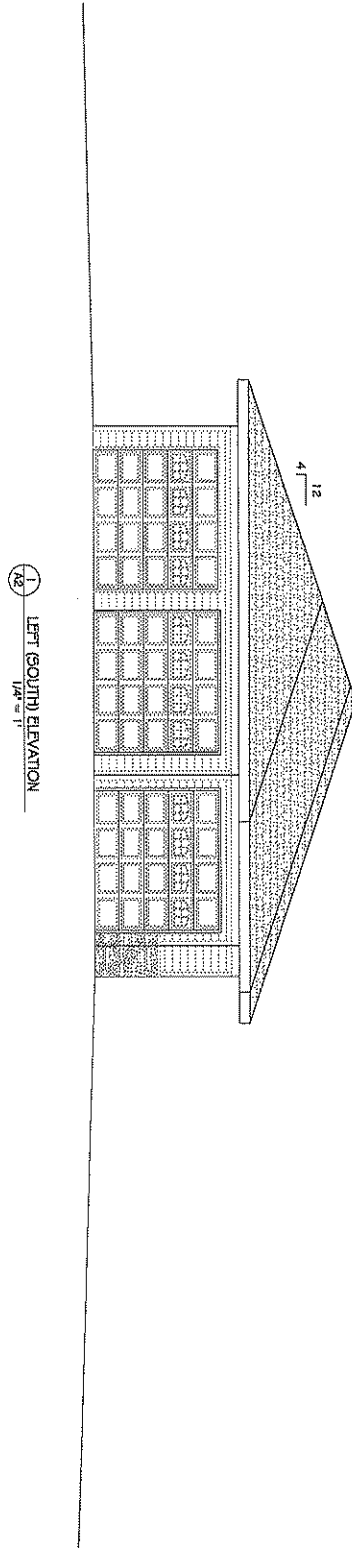 12
4
1
A2
LEFT (SOUTH) ELEVATION
1/4" = 1'